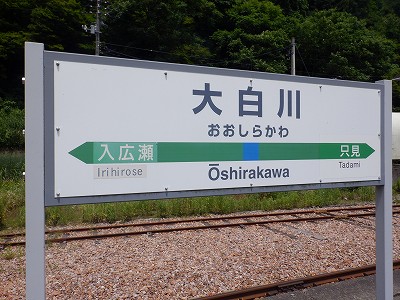 大白川
おおしらかわ
入広瀬 只見
Irihirose Tadami
Ōshirakawa